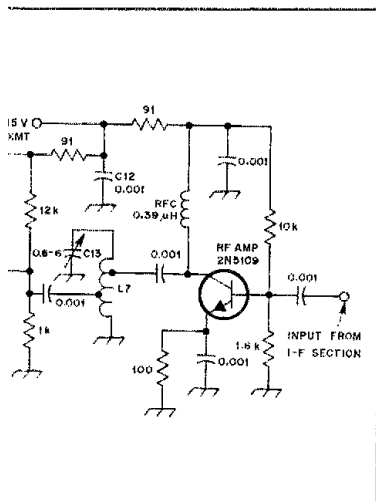 91
15 V
XMT
91
0.001
C12
0.001
RFC
0.39 μH
12k
10k
0.6-6
C13
0.001
RF AMP
2N5109
0.001
0.001
L7
INPUT FROM
I-F SECTION
1k
100
0.001
1.6k